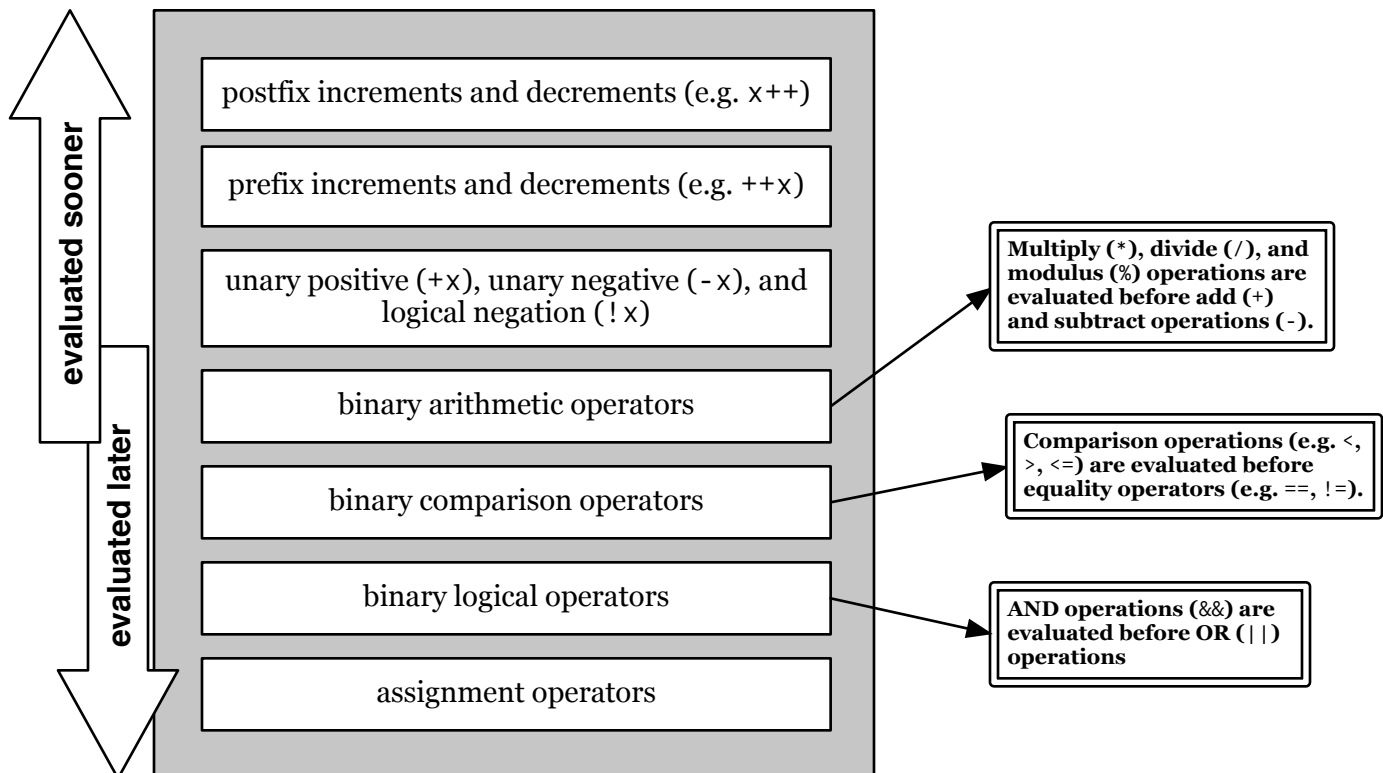 evaluated sooner
evaluated later
postfix increments and decrements (e.g. x++)
prefix increments and decrements (e.g. ++x)
unary positive (+x), unary negative (-x), and
logical negation (!x)
binary arithmetic operators
binary comparison operators
binary logical operators
assignment operators
Multiply (*), divide (/), and
modulus (%) operations are
evaluated before add (+)
and subtract operations (-).
Comparison operations (e.g. <,
>, <=) are evaluated before
equality operators (e.g. ==, !=).
AND operations (&&) are
evaluated before OR (||)
operations